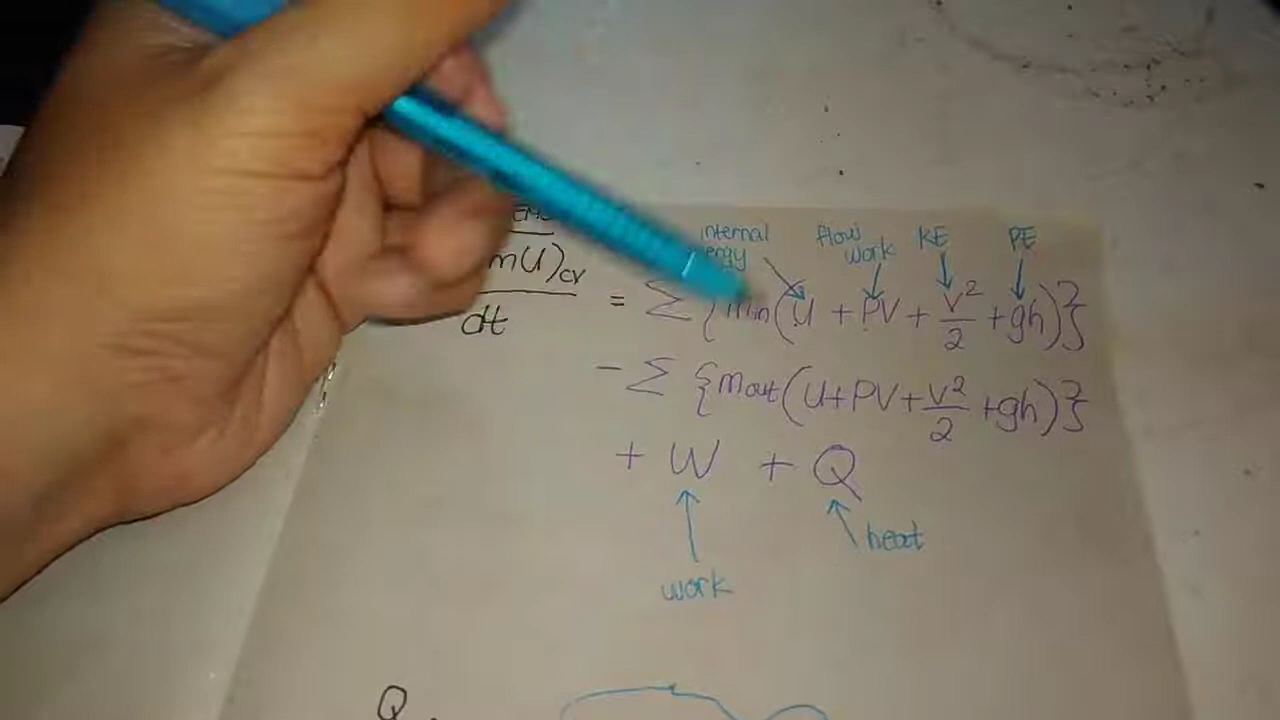 internal flow KE PE
work
mU)cv = Σ {min(U + PV + v²/2 + gh)}
dt
- Σ {mout(U+PV+v²/2 +gh)}
+ W + Q
heat
work
Q